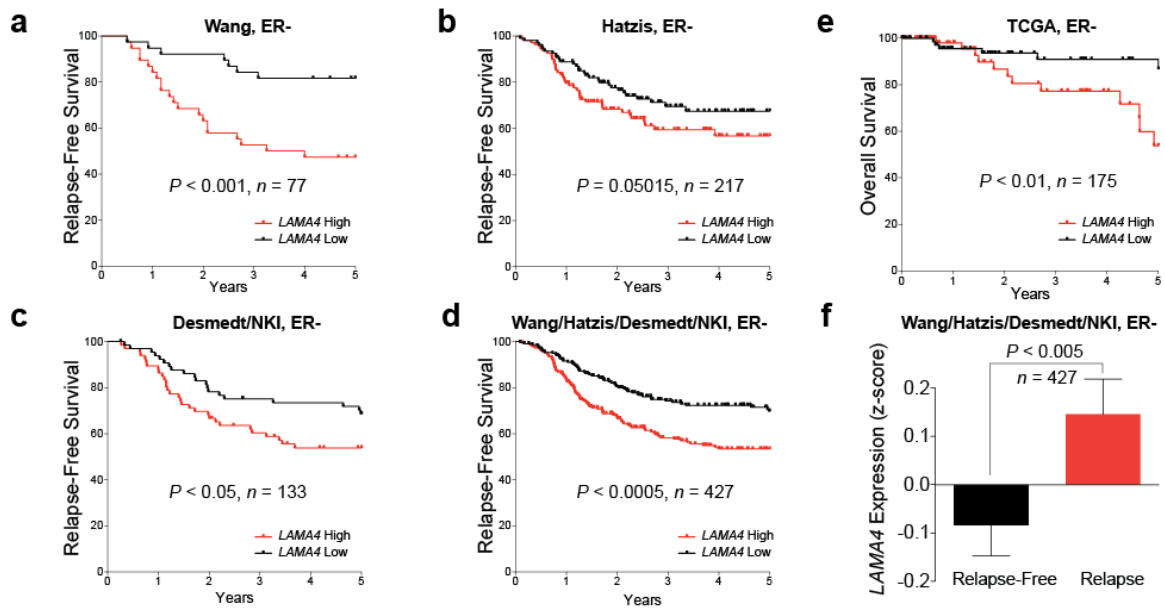 a
Wang, ER-
Relapse-Free Survival
100
80
60
40
20
0
P < 0.001, n = 77
LAMA4 High
LAMA4 Low
1 2 3 4 5
Years
b
Hatzis, ER-
Relapse-Free Survival
100
80
60
40
20
0
P = 0.05015, n = 217
LAMA4 High
LAMA4 Low
0 1 2 3 4 5
Years
e
TCGA, ER-
Overall Survival
100
80
60
40
20
0
P < 0.01, n = 175
LAMA4 High
LAMA4 Low
0 1 2 3 4 5
Years
c
Desmedt/NKI, ER-
Relapse-Free Survival
100
80
60
40
20
0
P < 0.05, n = 133
LAMA4 High
LAMA4 Low
0 1 2 3 4 5
Years
d
Wang/Hatzis/Desmedt/NKI, ER-
Relapse-Free Survival
100
80
60
40
20
0
P < 0.0005, n = 427
LAMA4 High
LAMA4 Low
0 1 2 3 4 5
Years
f
Wang/Hatzis/Desmedt/NKI, ER-
P < 0.005
n = 427
LAMA4 Expression (z-score)
0.2
0.1
0.0
-0.1
-0.2
Relapse-Free Relapse